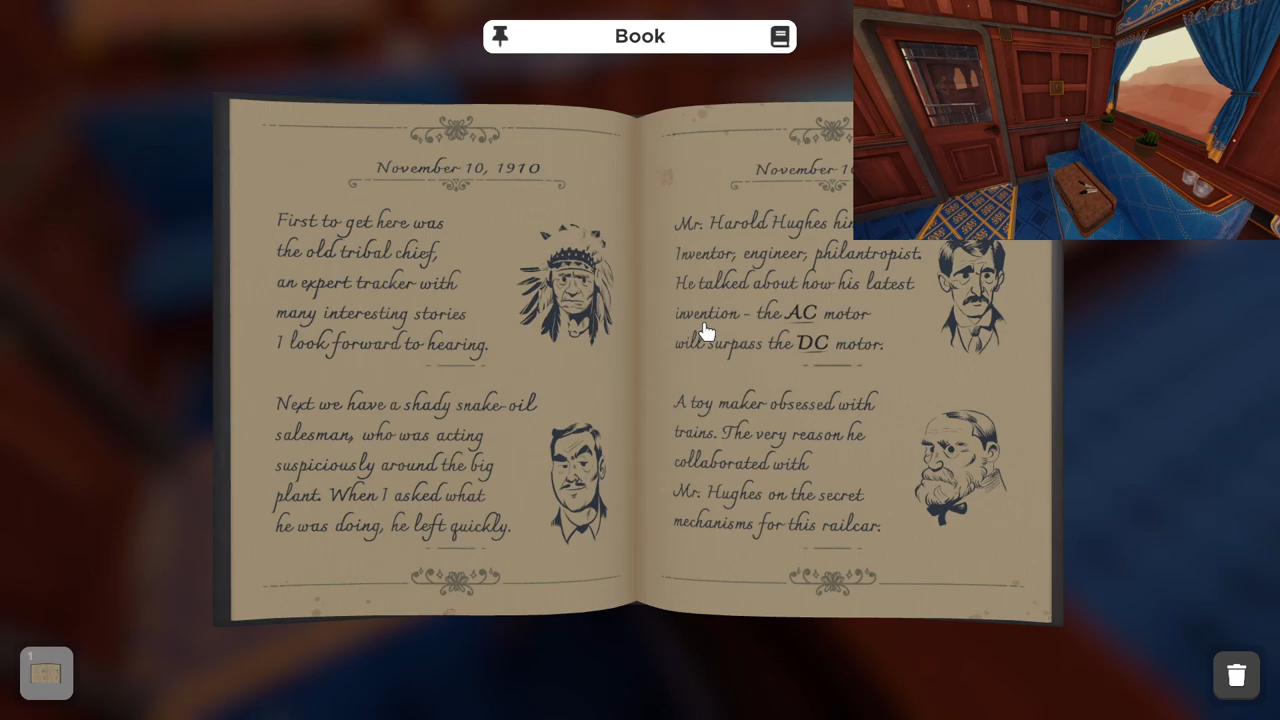 Book
November 10, 1910
First to get here was
the old tribal chief,
an expert tracker with
many interesting stories
I look forward to hearing.
Next we have a shady snake-oil
salesman, who was acting
suspiciously around the big
plant. When I asked what
he was doing, he left quickly.
November 1
Mr. Harold Hughes him
Inventor, engineer, philantropist.
He talked about how his latest
invention - the AC motor
will surpass the DC motor.
A toy maker obsessed with
trains. The very reason he
collaborated with
Mr. Hughes on the secret
mechanisms for this railcar.
1